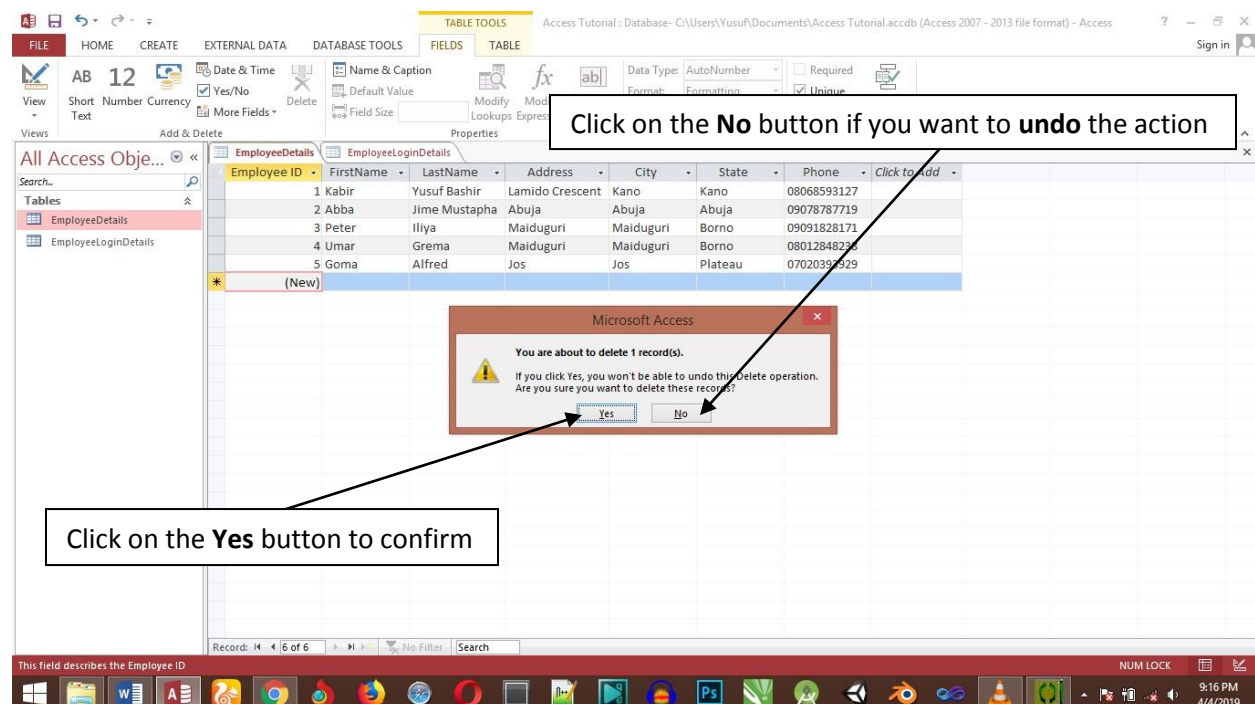 TABLE TOOLS
Access Tutorial : Database- C:\Users\Yusuf\Documents\Access Tutorial.accdb (Access 2007 - 2013 file format) - Access
?
FILE HOME CREATE EXTERNAL DATA DATABASE TOOLS FIELDS TABLE Sign in
View
AB Short Text
12 Number
Currency
Date & Time
Yes/No
More Fields
Delete
Name & Caption
Default Value
Field Size
Modify Lookups
fx
ab
Data Type: AutoNumber
Format: Formatting
Required
Unique
Views
Add & Delete
Properties
Click on the No button if you want to undo the action
All Access Obje...
Search...
Tables
EmployeeDetails
EmployeeLoginDetails
EmployeeDetails EmployeeLoginDetails
Employee ID FirstName LastName Address City State Phone Click to Add
1 Kabir Yusuf Bashir Lamido Crescent Kano Kano 08068593127
2 Abba Jime Mustapha Abuja Abuja Abuja 09078787719
3 Peter Iliya Maiduguri Maiduguri Borno 09091828171
4 Umar Grema Maiduguri Maiduguri Borno
5 Goma Alfred Jos Jos Plateau
(New)
Microsoft Access
You are about to delete 1 record(s).
If you click Yes, you won't be able to undo this Delete operation.
Are you sure you want to delete these records?
Yes No
Click on the Yes button to confirm
Record: 6 of 6 No Filter Search
This field describes the Employee ID
NUM LOCK
Ps
9:16 PM
4/4/2019